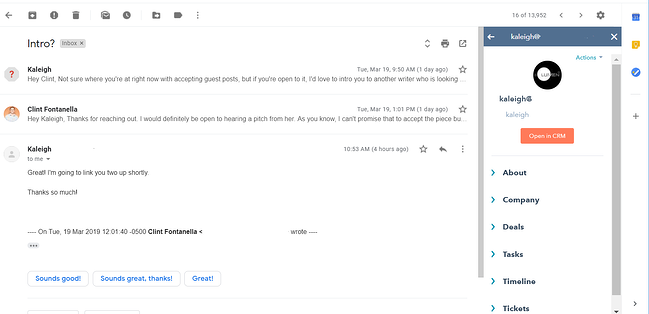 16 of 13,952
Intro?
Inbox ×
Kaleigh
Tue, Mar 19, 9:50 AM (1 day ago)
Hey Clint, Not sure where you're at right now with accepting guest posts, but if you're open to it, I'd love to intro you to another writer who is looking ...
Clint Fontanella
Tue, Mar 19, 1:01 PM (1 day ago)
Hey Kaleigh, Thanks for reaching out. I would definitely be open to hearing a pitch from her. As you know, I can't promise that to accept the piece bu...
Kaleigh
10:53 AM (4 hours ago)
to me
Great! I'm going to link you two up shortly.
Thanks so much!
---- On Tue, 19 Mar 2019 12:01:40 -0500 Clint Fontanella < wrote ----
Sounds good!
Sounds great, thanks!
Great!
kaleigh@
Actions
LUMEN
kaleigh@
kaleigh
Open in CRM
About
Company
Deals
Tasks
Timeline
Tickets